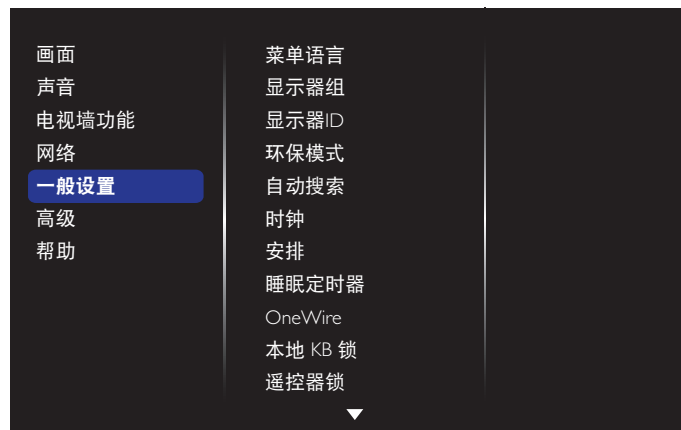 画面
声音
电视墙功能
网络
一般设置
高级
帮助
菜单语言
显示器组
显示器ID
环保模式
自动搜索
时钟
安排
睡眠定时器
OneWire
本地 KB 锁
遥控器锁